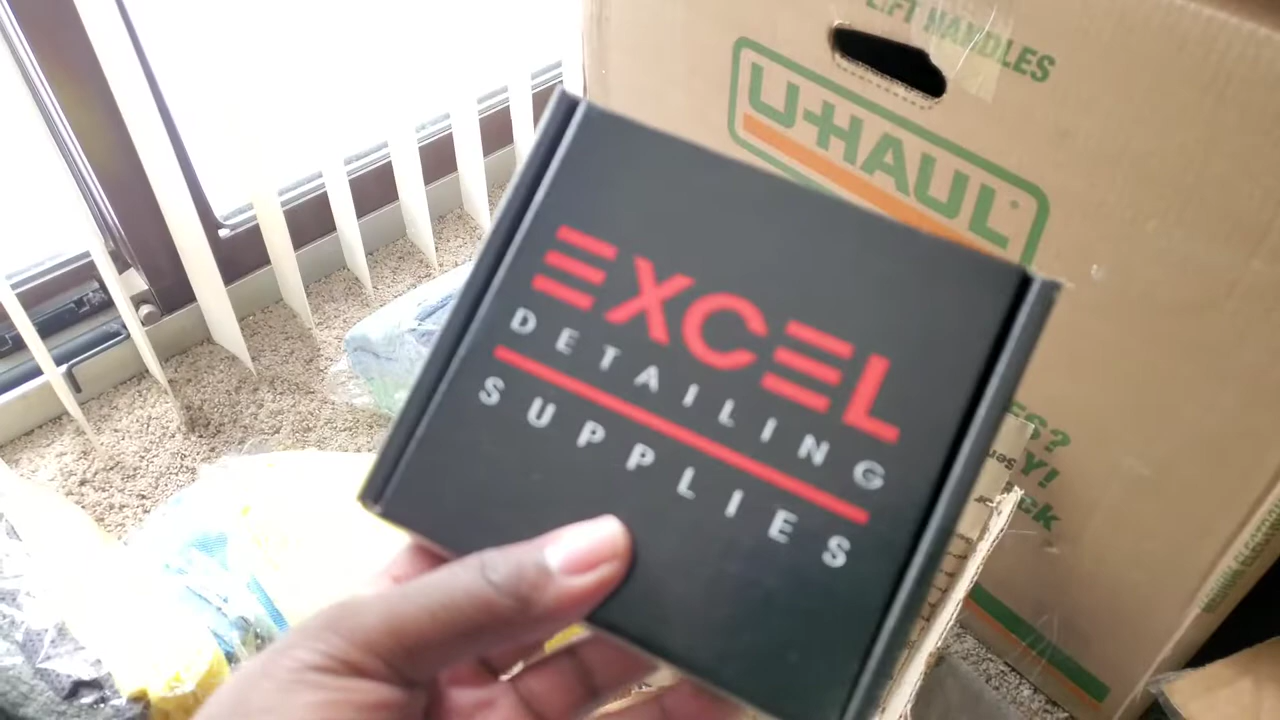 LIFT HANDLES
U-HAUL
EXCEL
DETAILING
SUPPLIES